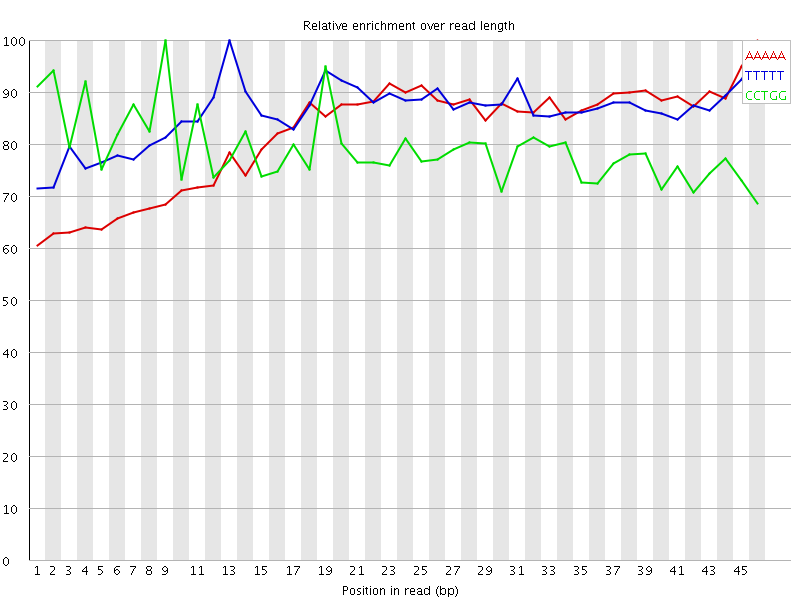 Relative enrichment over read length
100
90
80
70
60
50
40
30
20
10
0
AAAAA
TTTTT
CCTGG
1 2 3 4 5 6 7 8 9 11 13 15 17 19 21 23 25 27 29 31 33 35 37 39 41 43 45
Position in read (bp)